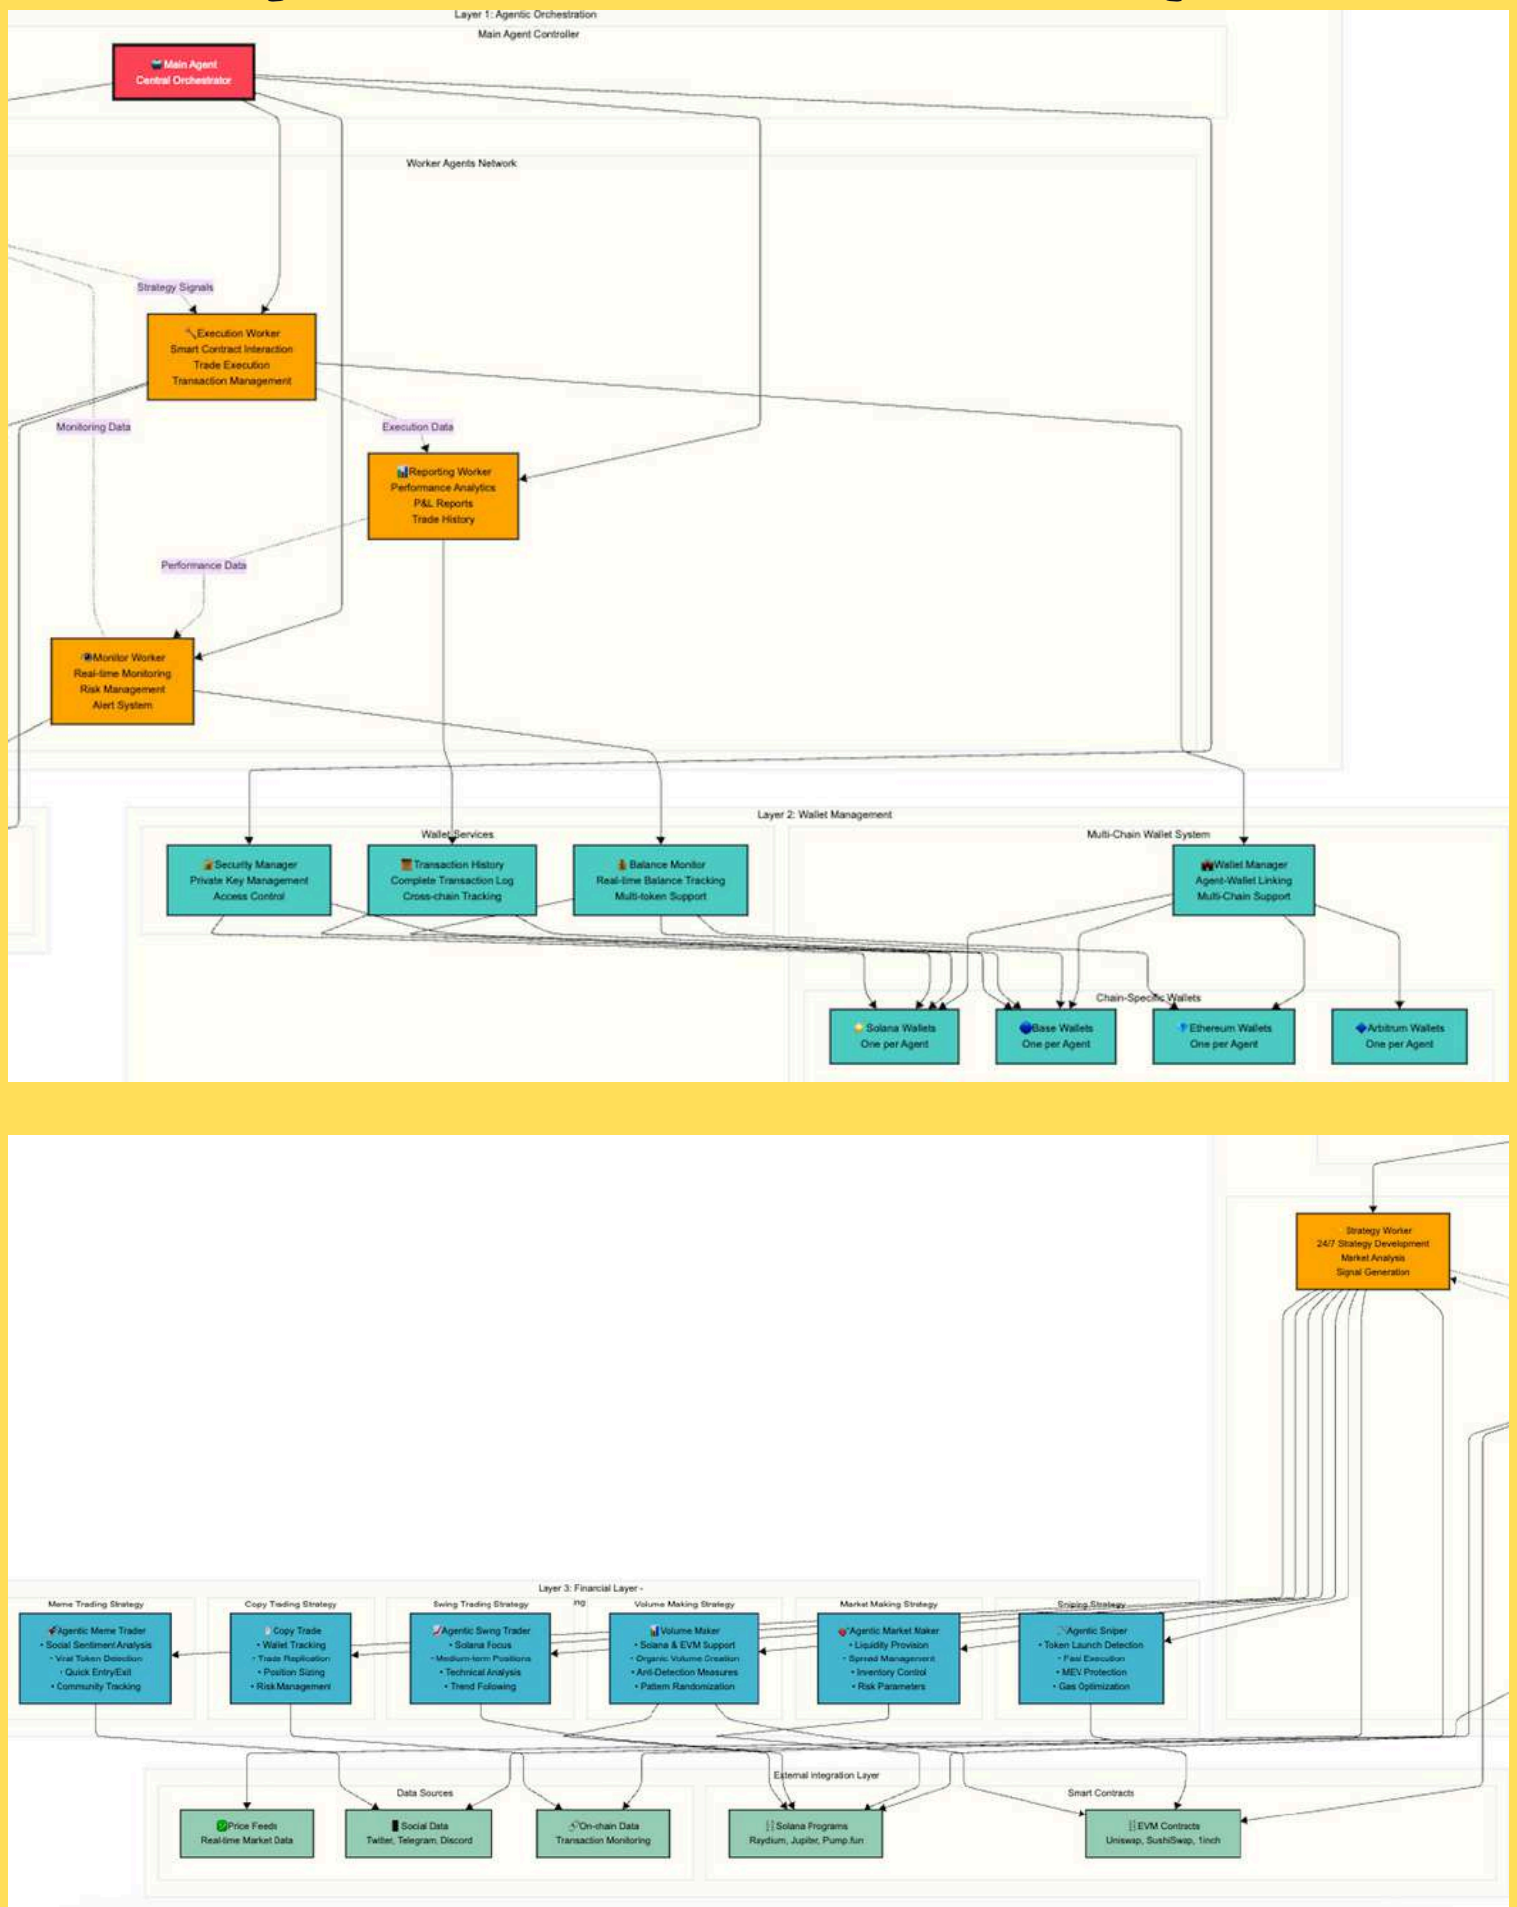 Layer 1: Agentic Orchestration
Main Agent Controller
Main Agent
Central Orchestrator
Worker Agents Network
Strategy Signals
Execution Worker
Smart Contract Interaction
Trade Execution
Transaction Management
Monitoring Data
Execution Data
Reporting Worker
Performance Analytics
P&L Reports
Trade History
Performance Data
Monitor Worker
Real-time Monitoring
Risk Management
Alert System
Layer 2: Wallet Management
Wallet Services
Multi-Chain Wallet System
Security Manager
Private Key Management
Access Control
Transaction History
Complete Transaction Log
Cross-chain Tracking
Balance Monitor
Real-time Balance Tracking
Multi-token Support
Wallet Manager
Agent-Wallet Linking
Multi-Chain Support
Chain-Specific Wallets
Solana Wallets
One per Agent
Base Wallets
One per Agent
Ethereum Wallets
One per Agent
Arbitrum Wallets
One per Agent
Strategy Worker
24/7 Strategy Development
Market Analysis
Signal Generation
Layer 3: Financial Layer -
ing
Meme Trading Strategy
Agentic Meme Trader
• Social Sentiment Analysis
• Viral Token Detection
• Quick Entry/Exit
• Community Tracking
Copy Trading Strategy
Copy Trade
• Wallet Tracking
• Trade Replication
• Position Sizing
• Risk Management
Swing Trading Strategy
Agentic Swing Trader
• Solana Focus
• Medium-term Positions
• Technical Analysis
• Trend Following
Volume Making Strategy
Volume Maker
• Solana & EVM Support
• Organic Volume Creation
• Anti-Detection Measures
• Pattern Randomization
Market Making Strategy
Agentic Market Maker
• Liquidity Provision
• Spread Management
• Inventory Control
• Risk Parameters
Sniping Strategy
Agentic Sniper
• Token Launch Detection
• Fast Execution
• MEV Protection
• Gas Optimization
External Integration Layer
Data Sources
Smart Contracts
Price Feeds
Real-time Market Data
Social Data
Twitter, Telegram, Discord
On-chain Data
Transaction Monitoring
Solana Programs
Raydium, Jupiter, Pump.fun
EVM Contracts
Uniswap, SushiSwap, 1inch